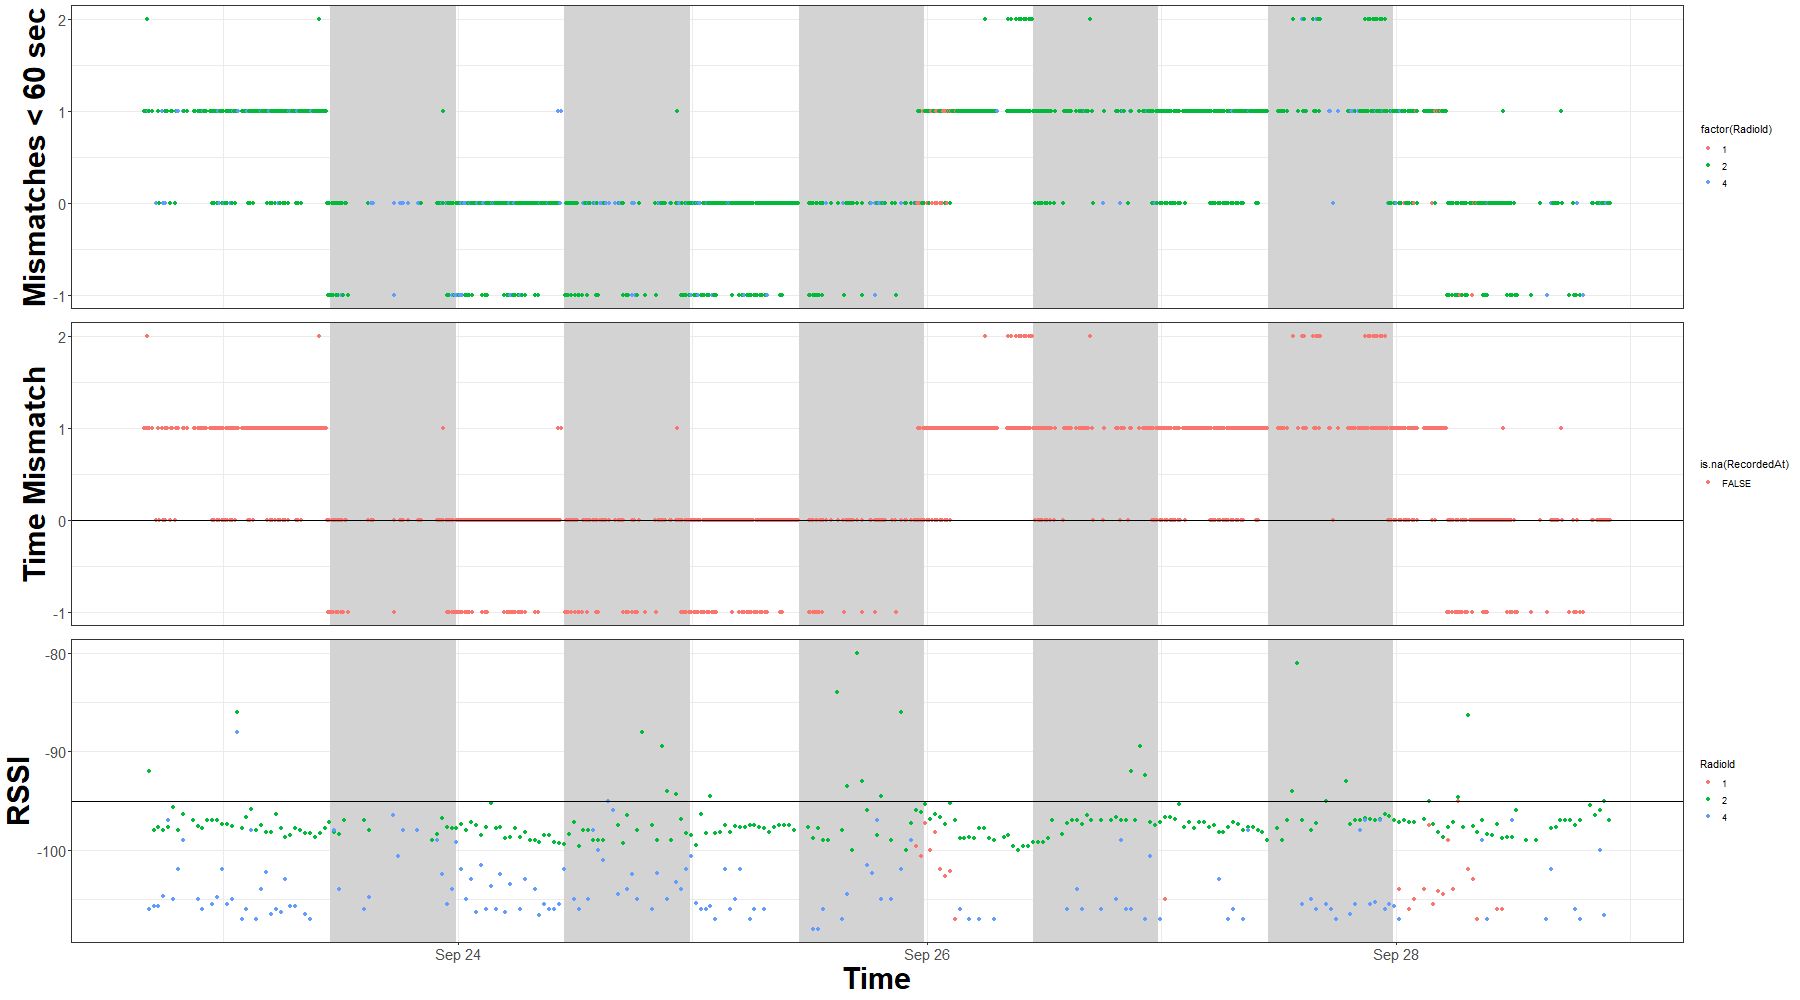 Mismatches < 60 sec
2
1
0
-1
factor(RadioId)
1
2
4
Time Mismatch
2
1
0
-1
is.na(RecordedAt)
FALSE
RSSI
-80
-90
-100
RadioId
1
2
4
Sep 24
Sep 26
Sep 28
Time